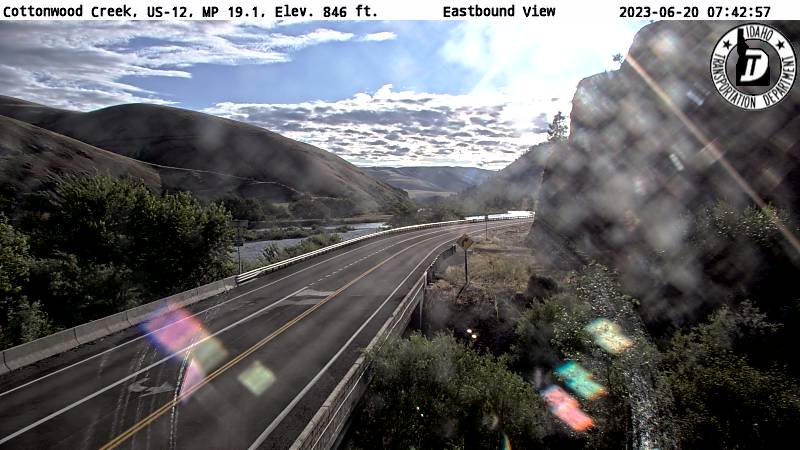 Cottonwood Creek, US-12, MP 19.1, Elev. 846 ft. Eastbound View 2023-06-20 07:42:57
IDAHO
TRANSPORTATION DEPARTMENT